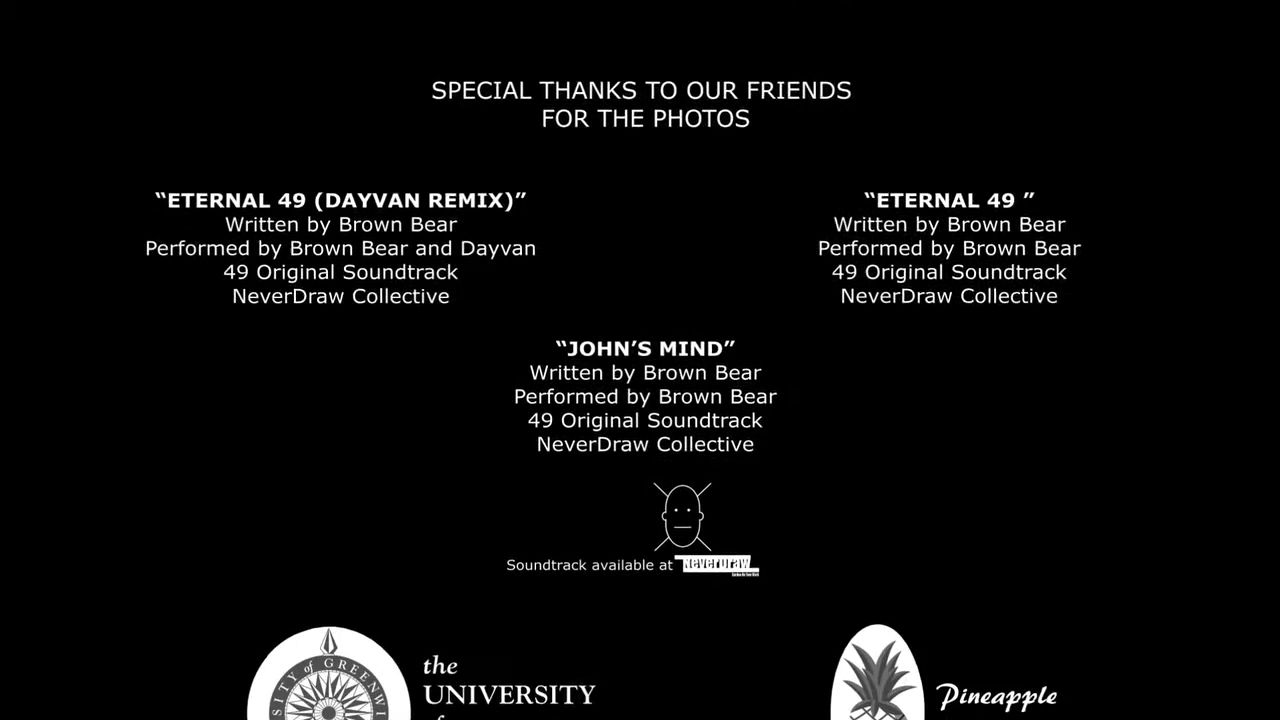 SPECIAL THANKS TO OUR FRIENDS
FOR THE PHOTOS
“ETERNAL 49 (DAYVAN REMIX)”
Written by Brown Bear
Performed by Brown Bear and Dayvan
49 Original Soundtrack
NeverDraw Collective
“ETERNAL 49 ”
Written by Brown Bear
Performed by Brown Bear
49 Original Soundtrack
NeverDraw Collective
“JOHN’S MIND”
Written by Brown Bear
Performed by Brown Bear
49 Original Soundtrack
NeverDraw Collective
Soundtrack available at NeverDraw
the
UNIVERSITY
Pineapple